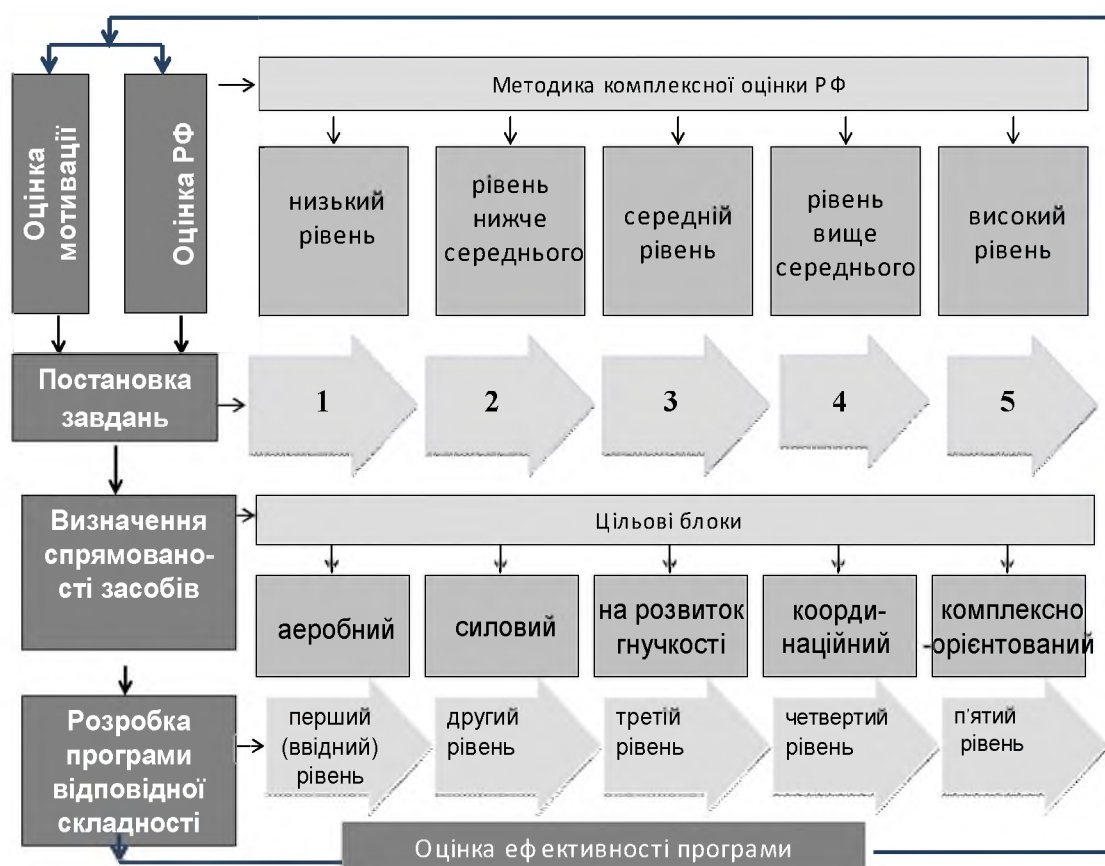 Оцінка
мотивації
Оцінка РФ
Методика комплексної оцінки РФ
низький
рівень
рівень
нижче
середнього
середній
рівень
рівень
вище
середнього
високий
рівень
Постановка
завдань
1
2
3
4
5
Визначення
спрямовано-
сті засобів
Цільові блоки
аеробний
силовий
на розвиток
гнучкості
коорди-
наційний
комплексно
-орієнтований
Розробка
програми
відповідної
складності
перший
(ввідний)
рівень
другий
рівень
третій
рівень
четвертий
рівень
п'ятий
рівень
Оцінка ефективності програми